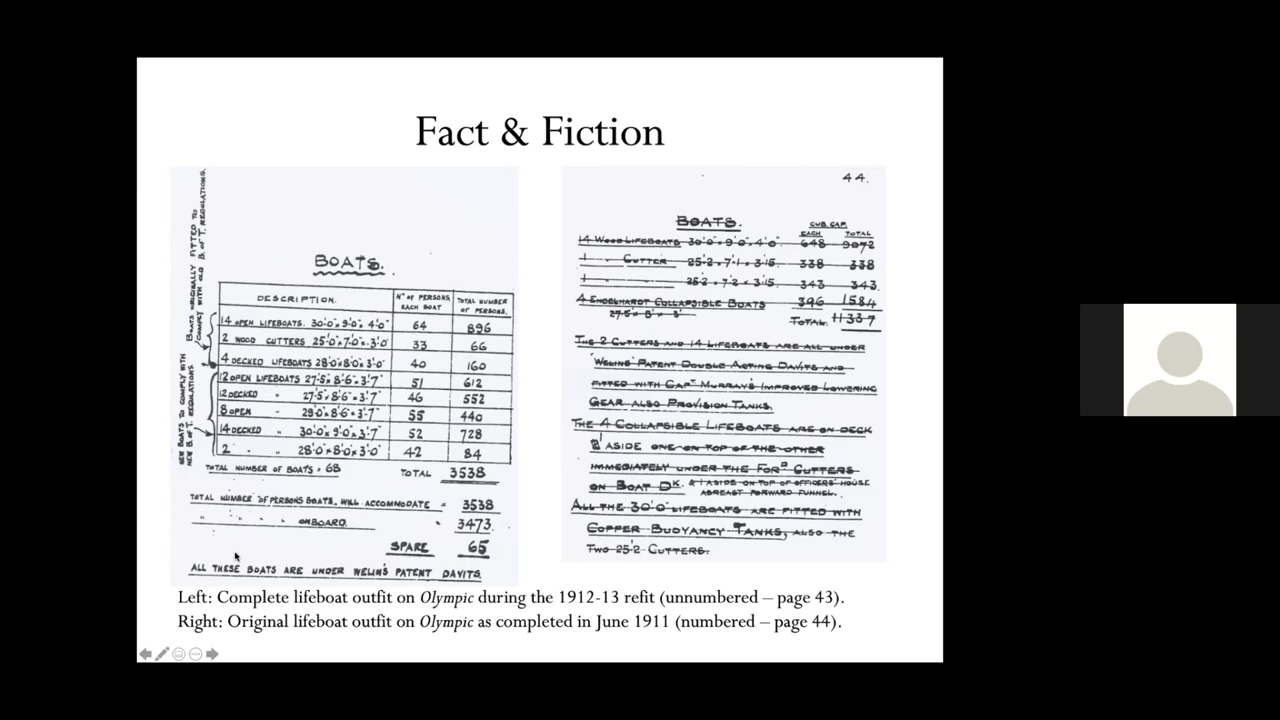 Fact & Fiction
BOATS ORIGINALLY FITTED TO
COMPLY WITH OLD B. OF T. REGULATIONS.
NEW BOATS TO COMPLY WITH
NEW B. OF T. REGULATIONS.
BOATS.
DESCRIPTION. Nº OF PERSONS EACH BOAT TOTAL NUMBER OF PERSONS.
14 OPEN LIFEBOATS. 30'·0"× 9'·0"× 4'·0" 64 896
2 WOOD CUTTERS 25'·0"× 7'·0"× 3'·0" 33 66
4 DECKED LIFEBOATS 28'·0"× 8'·0"× 3'·0" 40 160
12 OPEN LIFEBOATS 27'·5"× 8'·6"× 3'·7" 51 612
12 DECKED " 27'·5"× 8'·6"× 3'·7" 46 552
8 OPEN " 29'·0"× 8'·6"× 3'·7" 55 440
14 DECKED " 30'·0"× 9'·0"× 3'·7" 52 728
2 " " 28'·0"× 8'·0"× 3'·0" 42 84
TOTAL NUMBER OF BOATS = 68 TOTAL 3538
TOTAL NUMBER OF PERSONS BOATS. WILL ACCOMMODATE = 3538
" " " " ONBOARD. " 3473.
SPARE 65
ALL THESE BOATS ARE UNDER WELIN'S PATENT DAVITS.
44.
BOATS.
CUB. CAP.
EACH TOTAL
14 WOOD LIFEBOATS 30'·0"× 9'·0"× 4'·0" 648 9072
1 " CUTTER 25·2 × 7·1 × 3·15 338 338
1 " 25·2 × 7·2 × 3·15 343 343.
4 ENGELHARDT COLLAPSIBLE BOATS 396 1584
27·5 × 8' × 3' TOTAL. 11337
THE 2 CUTTERS AND 14 LIFEBOATS ARE ALL UNDER
WELINS' PATENT DOUBLE ACTING DAVITS AND
FITTED WITH CAPT MURRAY'S IMPROVED LOWERING
GEAR ALSO PROVISION TANKS.
THE 4 COLLAPSIBLE LIFEBOATS ARE ON DECK
2 ASIDE ONE ON TOP OF THE OTHER
IMMEDIATELY UNDER THE FORD CUTTERS
ON BOAT DK. & 1 ASIDE ON TOP OF OFFICERS' HOUSE
ABREAST FORWARD FUNNEL.
ALL THE 30'·0" LIFEBOATS ARE FITTED WITH
COPPER BUOYANCY TANKS, ALSO THE
TWO 25·2 CUTTERS.
Left: Complete lifeboat outfit on Olympic during the 1912-13 refit (unnumbered – page 43).
Right: Original lifeboat outfit on Olympic as completed in June 1911 (numbered – page 44).